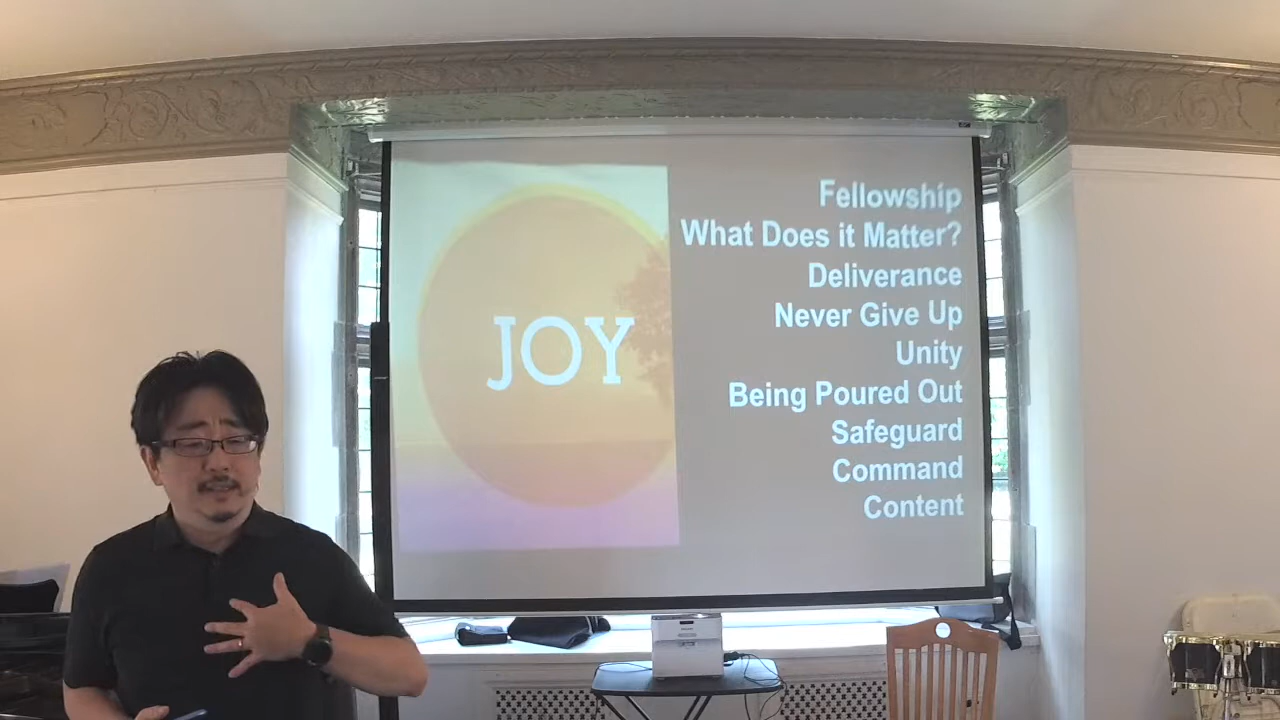 JOY
Fellowship
What Does it Matter?
Deliverance
Never Give Up
Unity
Being Poured Out
Safeguard
Command
Content